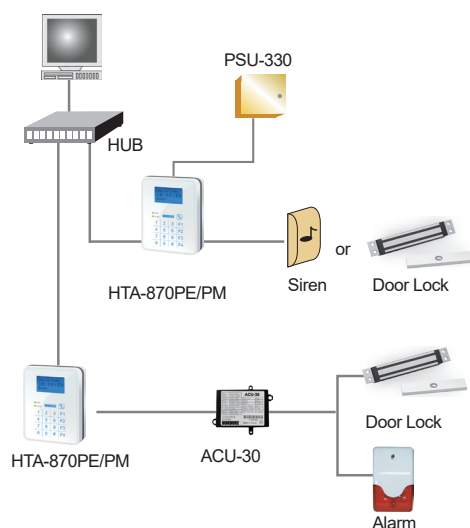 PSU-330
HUB
HTA-870PE/PM
Siren
or
Door Lock
HTA-870PE/PM
ACU-30
Door Lock
Alarm